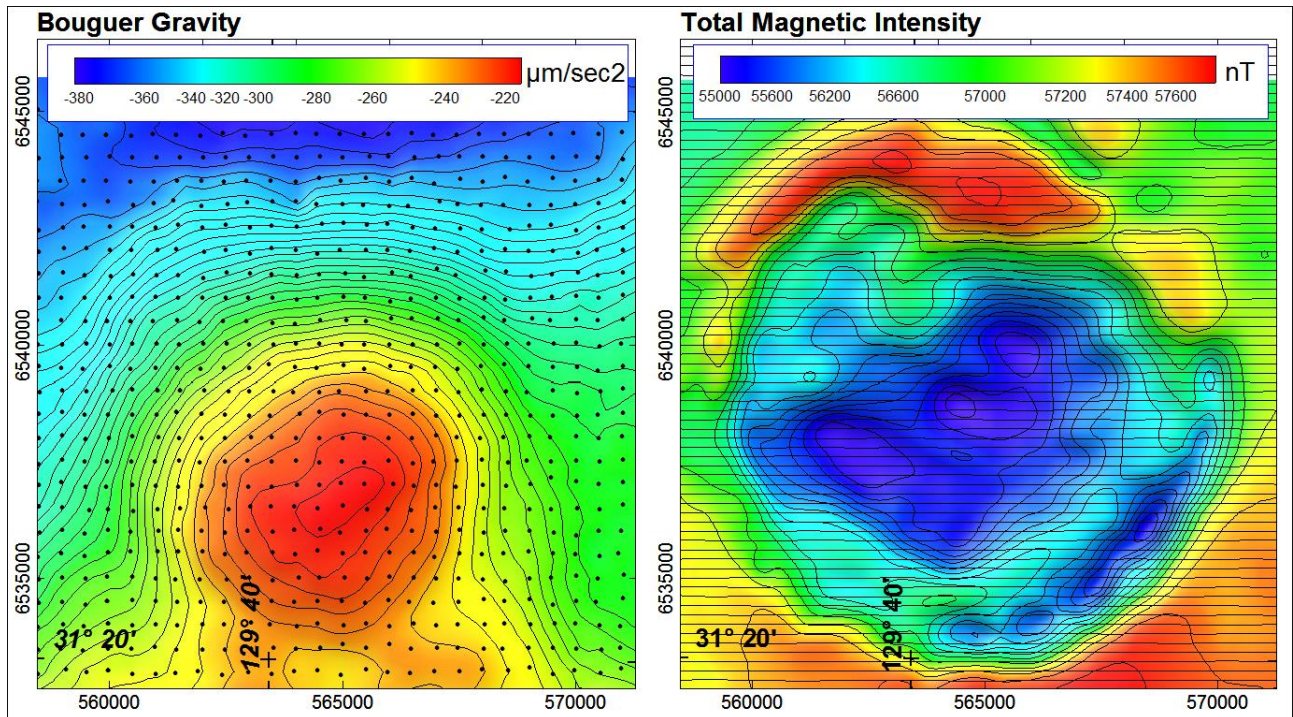 Bouguer Gravity
µm/sec2
-380 -360 -340 -320 -300 -280 -260 -240 -220
6545000
6540000
6535000
31° 20'
129° 40'
560000 565000 570000
Total Magnetic Intensity
nT
55000 55600 56200 56600 57000 57200 57400 57600
6545000
6540000
6535000
31° 20'
129° 40'
560000 565000 570000